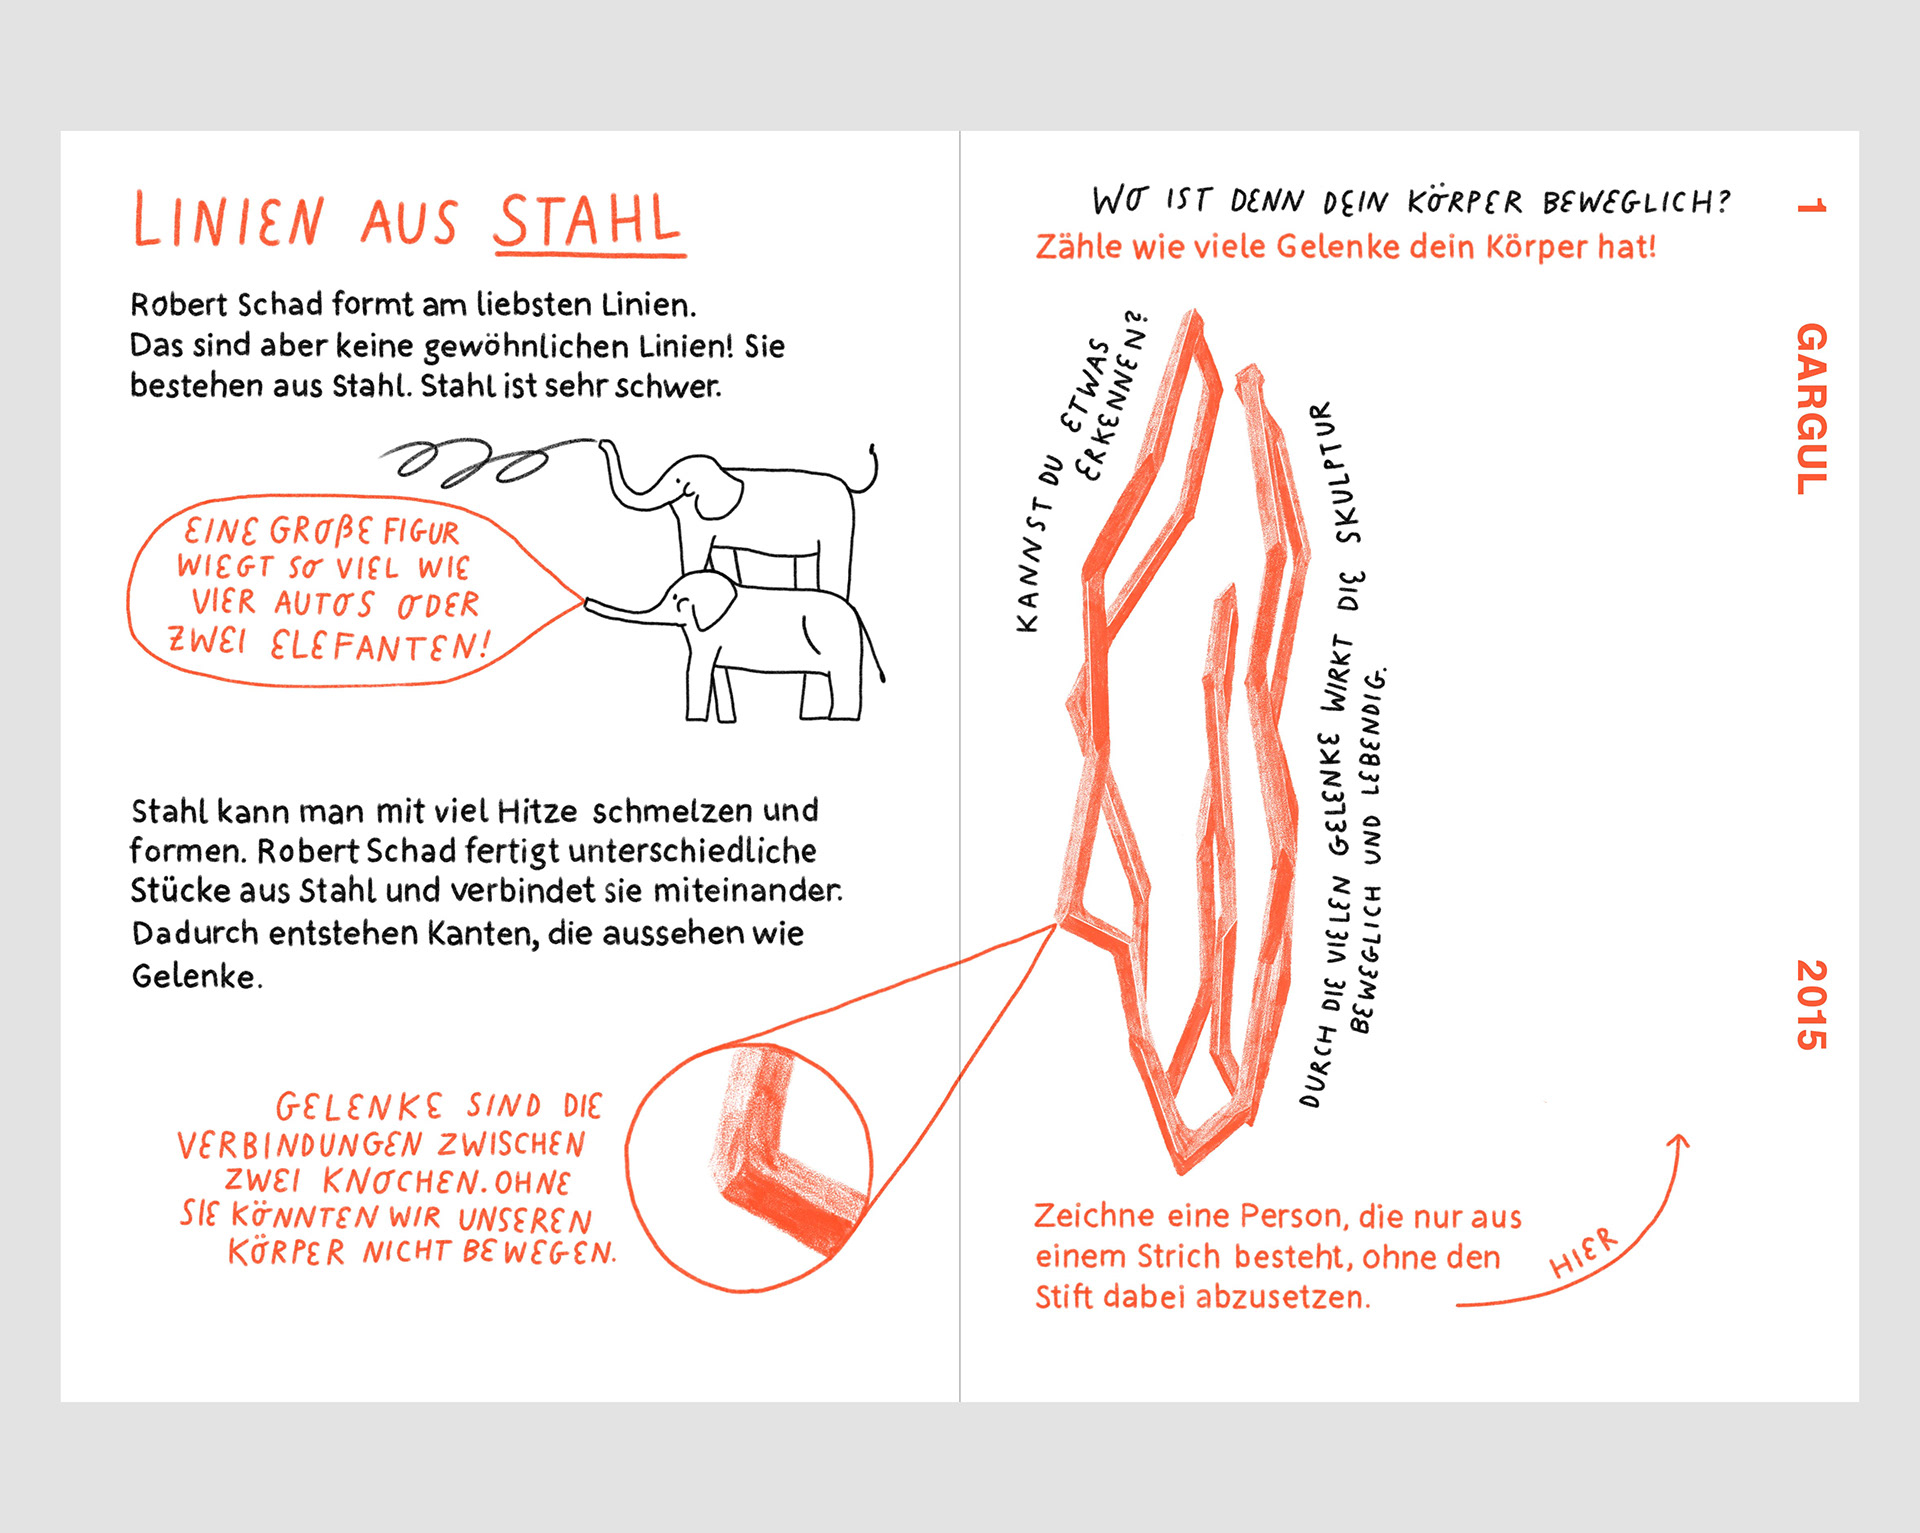 LINIEN AUS STAHL
Robert Schad formt am liebsten Linien.
Das sind aber keine gewöhnlichen Linien! Sie
bestehen aus Stahl. Stahl ist sehr schwer.
EINE GROßE FIGUR
WIEGT SO VIEL WIE
VIER AUTOS ODER
ZWEI ELEFANTEN!
Stahl kann man mit viel Hitze schmelzen und
formen. Robert Schad fertigt unterschiedliche
Stücke aus Stahl und verbindet sie miteinander.
Dadurch entstehen Kanten, die aussehen wie
Gelenke.
GELENKE SIND DIE
VERBINDUNGEN ZWISCHEN
ZWEI KNOCHEN. OHNE
SIE KÖNNTEN WIR UNSEREN
KÖRPER NICHT BEWEGEN.
WO IST DENN DEIN KÖRPER BEWEGLICH?
Zähle wie viele Gelenke dein Körper hat!
KANNST DU ETWAS
ERKENNEN?
DURCH DIE VIELEN GELENKE WIRKT DIE SKULPTUR
BEWEGLICH UND LEBENDIG.
Zeichne eine Person, die nur aus
einem Strich besteht, ohne den
Stift dabei abzusetzen.
HIER
1 GARGUL 2015